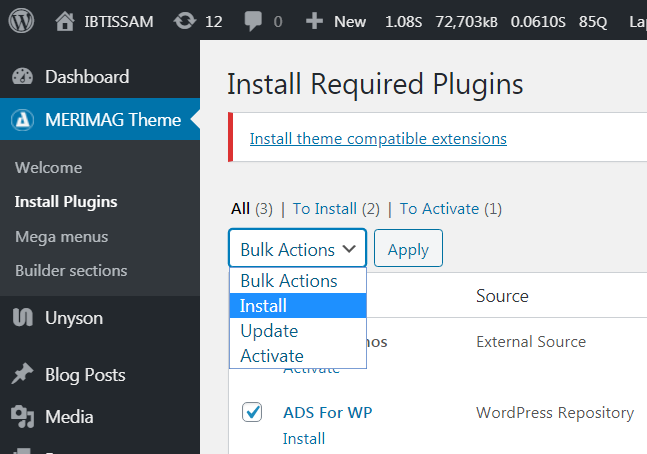 IBTISSAM 12 0 New 1.08S 72,703KB 0.0610S 85Q
Dashboard
MERIMAG Theme
Welcome
Install Plugins
Mega menus
Builder sections
Unyson
Blog Posts
Media
Install Required Plugins
Install theme compatible extensions
All (3) | To Install (2) | To Activate (1)
Bulk Actions Apply
Bulk Actions
Install
Update
Activate
Source
External Source
Activate
ADS For WP WordPress Repository
Install